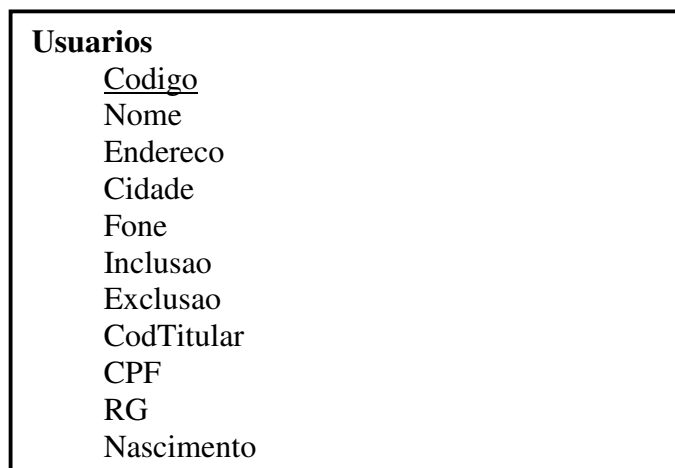 Usuarios
Codigo
Nome
Endereco
Cidade
Fone
Inclusao
Exclusao
CodTitular
CPF
RG
Nascimento